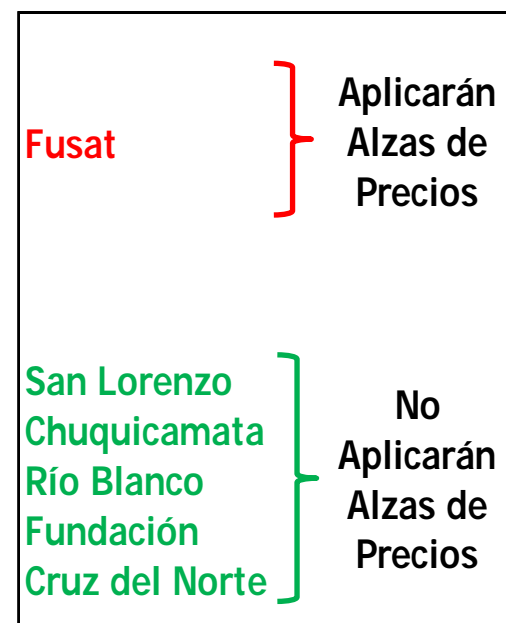 Fusat
Aplicarán
Alzas de
Precios
San Lorenzo
Chuquicamata
Río Blanco
Fundación
Cruz del Norte
No
Aplicarán
Alzas de
Precios